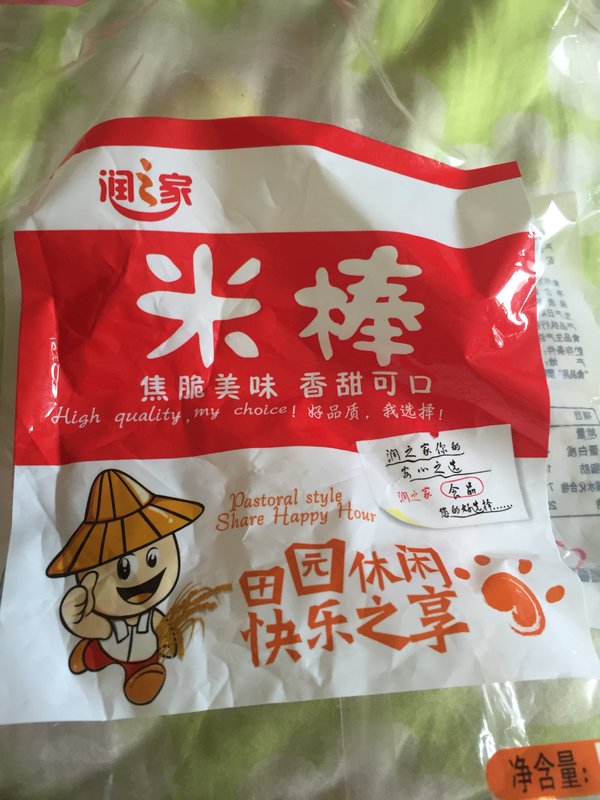 润之家
米棒
焦脆美味 香甜可口
High quality, my choice! 好品质，我选择!
润之家你的
安心之选
润之家 食品
您的好选择......
Pastoral style
Share Happy Hour
田园休闲
快乐之享
净含量: